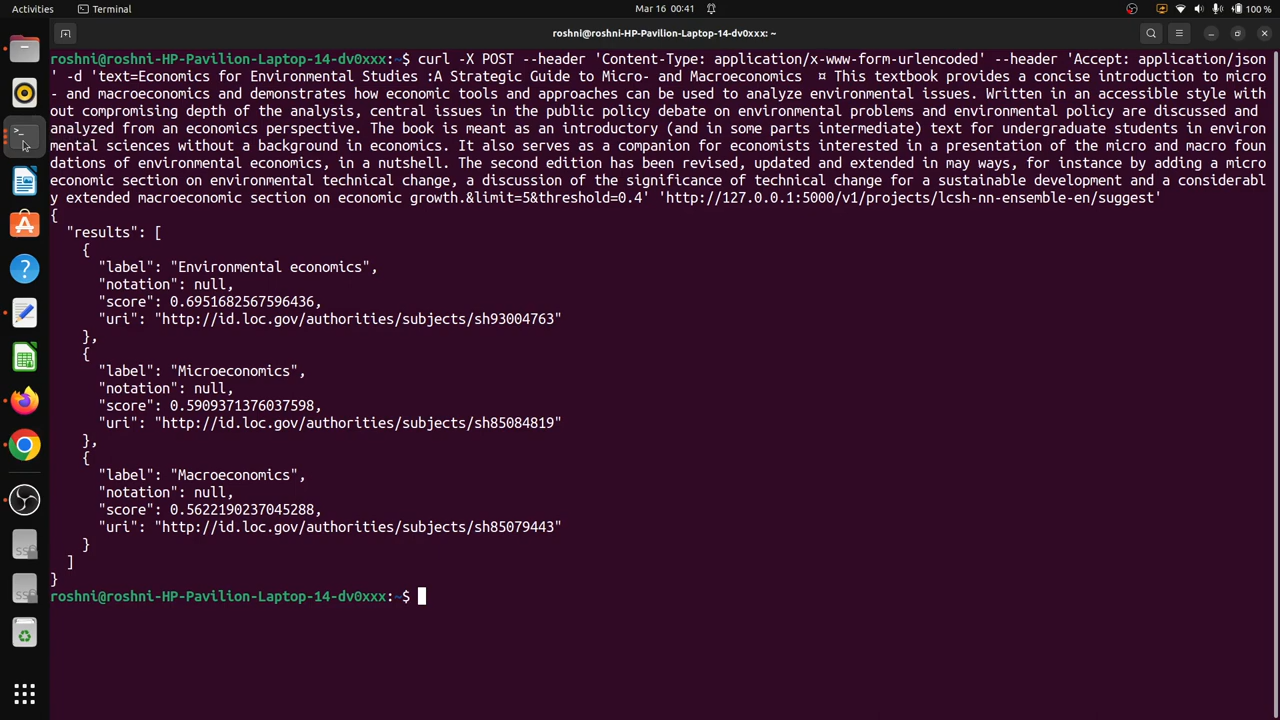 Activities
Terminal
Mar 16 00:41
100 %
roshni@roshni-HP-Pavilion-Laptop-14-dv0xxx: ~
roshni@roshni-HP-Pavilion-Laptop-14-dv0xxx:~$ curl -X POST --header 'Content-Type: application/x-www-form-urlencoded' --header 'Accept: application/json
' -d 'text=Economics for Environmental Studies :A Strategic Guide to Micro- and Macroeconomics  ¤ This textbook provides a concise introduction to micro
- and macroeconomics and demonstrates how economic tools and approaches can be used to analyze environmental issues. Written in an accessible style with
out compromising depth of the analysis, central issues in the public policy debate on environmental problems and environmental policy are discussed and
analyzed from an economics perspective. The book is meant as an introductory (and in some parts intermediate) text for undergraduate students in environ
mental sciences without a background in economics. It also serves as a companion for economists interested in a presentation of the micro and macro foun
dations of environmental economics, in a nutshell. The second edition has been revised, updated and extended in may ways, for instance by adding a micro
economic section on environmental technical change, a discussion of the significance of technical change for a sustainable development and a considerabl
y extended macroeconomic section on economic growth.&limit=5&threshold=0.4' 'http://127.0.0.1:5000/v1/projects/lcsh-nn-ensemble-en/suggest'
{
"results": [
{
"label": "Environmental economics",
"notation": null,
"score": 0.6951682567596436,
"uri": "http://id.loc.gov/authorities/subjects/sh93004763"
},
{
"label": "Microeconomics",
"notation": null,
"score": 0.5909371376037598,
"uri": "http://id.loc.gov/authorities/subjects/sh85084819"
},
{
"label": "Macroeconomics",
"notation": null,
"score": 0.5622190237045288,
"uri": "http://id.loc.gov/authorities/subjects/sh85079443"
}
]
}
roshni@roshni-HP-Pavilion-Laptop-14-dv0xxx:~$